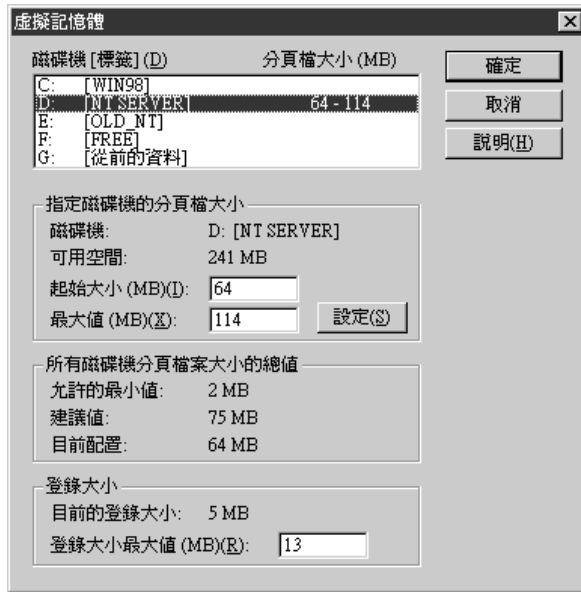 虛擬記憶體
磁碟機 [標籤] (D) 分頁檔大小 (MB)
C: [WIN98]
D: [NT SERVER] 64 - 114
E: [OLD_NT]
F: [FREE]
G: [從前的資料]
確定
取消
說明(H)
指定磁碟機的分頁檔大小
磁碟機: D: [NT SERVER]
可用空間: 241 MB
起始大小 (MB)(I): 64
最大值 (MB)(X): 114 設定(S)
所有磁碟機分頁檔案大小的總值
允許的最小值: 2 MB
建議值: 75 MB
目前配置: 64 MB
登錄大小
目前的登錄大小: 5 MB
登錄大小最大值 (MB)(R): 13